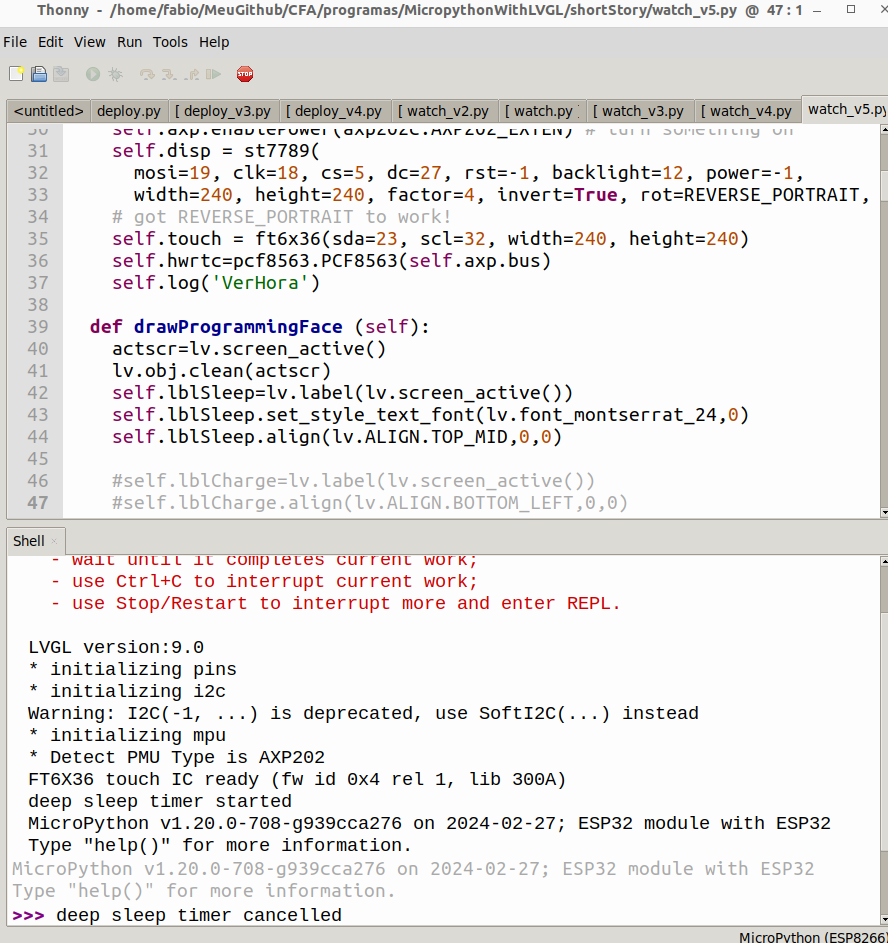 Thonny - /home/fabio/MeuGithub/CFA/programas/MicropythonWithLVGL/shortStory/watch_v5.py @ 47 : 1
File Edit View Run Tools Help
STOP
<untitled> deploy.py [ deploy_v3.py [ deploy_v4.py [ watch_v2.py [ watch.py ] [ watch_v3.py [ watch_v4.py watch_v5.py
30 self.axp.enablePower(axp202c.AXP202_EXTEN) # turn something on
31 self.disp = st7789(
32 mosi=19, clk=18, cs=5, dc=27, rst=-1, backlight=12, power=-1,
33 width=240, height=240, factor=4, invert=True, rot=REVERSE_PORTRAIT,
34 # got REVERSE_PORTRAIT to work!
35 self.touch = ft6x36(sda=23, scl=32, width=240, height=240)
36 self.hwrtc=pcf8563.PCF8563(self.axp.bus)
37 self.log('VerHora')
38
39 def drawProgrammingFace (self):
40 actscr=lv.screen_active()
41 lv.obj.clean(actscr)
42 self.lblSleep=lv.label(lv.screen_active())
43 self.lblSleep.set_style_text_font(lv.font_montserrat_24,0)
44 self.lblSleep.align(lv.ALIGN.TOP_MID,0,0)
45
46 #self.lblCharge=lv.label(lv.screen_active())
47 #self.lblCharge.align(lv.ALIGN.BOTTOM_LEFT,0,0)
Shell
- wait until it completes current work;
- use Ctrl+C to interrupt current work;
- use Stop/Restart to interrupt more and enter REPL.
LVGL version:9.0
* initializing pins
* initializing i2c
Warning: I2C(-1, ...) is deprecated, use SoftI2C(...) instead
* initializing mpu
* Detect PMU Type is AXP202
FT6X36 touch IC ready (fw id 0x4 rel 1, lib 300A)
deep sleep timer started
MicroPython v1.20.0-708-g939cca276 on 2024-02-27; ESP32 module with ESP32
Type "help()" for more information.
MicroPython v1.20.0-708-g939cca276 on 2024-02-27; ESP32 module with ESP32
Type "help()" for more information.
>>> deep sleep timer cancelled
MicroPython (ESP8266)